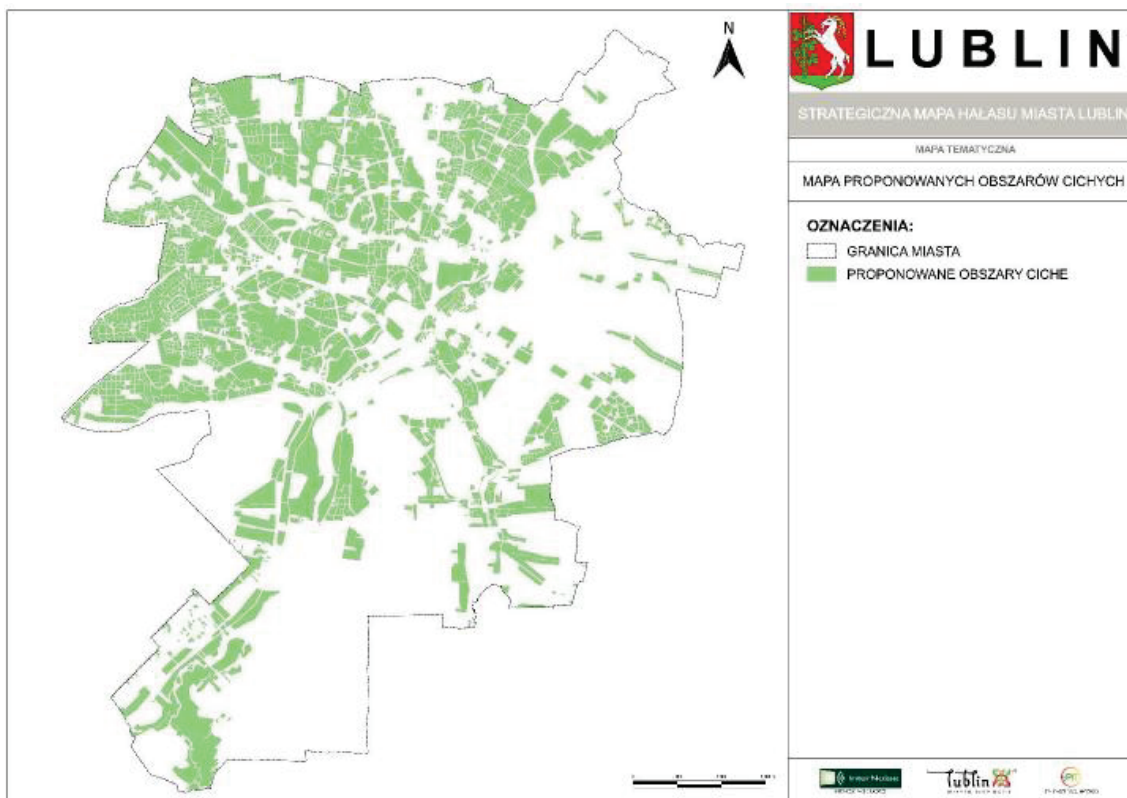 N
LUBLIN
STRATEGICZNA MAPA HAŁASU MIASTA LUBLIN
MAPA TEMATYCZNA
MAPA PROPONOWANYCH OBSZARÓW CICHYCH
OZNACZENIA:
GRANICA MIASTA
PROPONOWANE OBSZARY CICHE
InterNoise
lublin